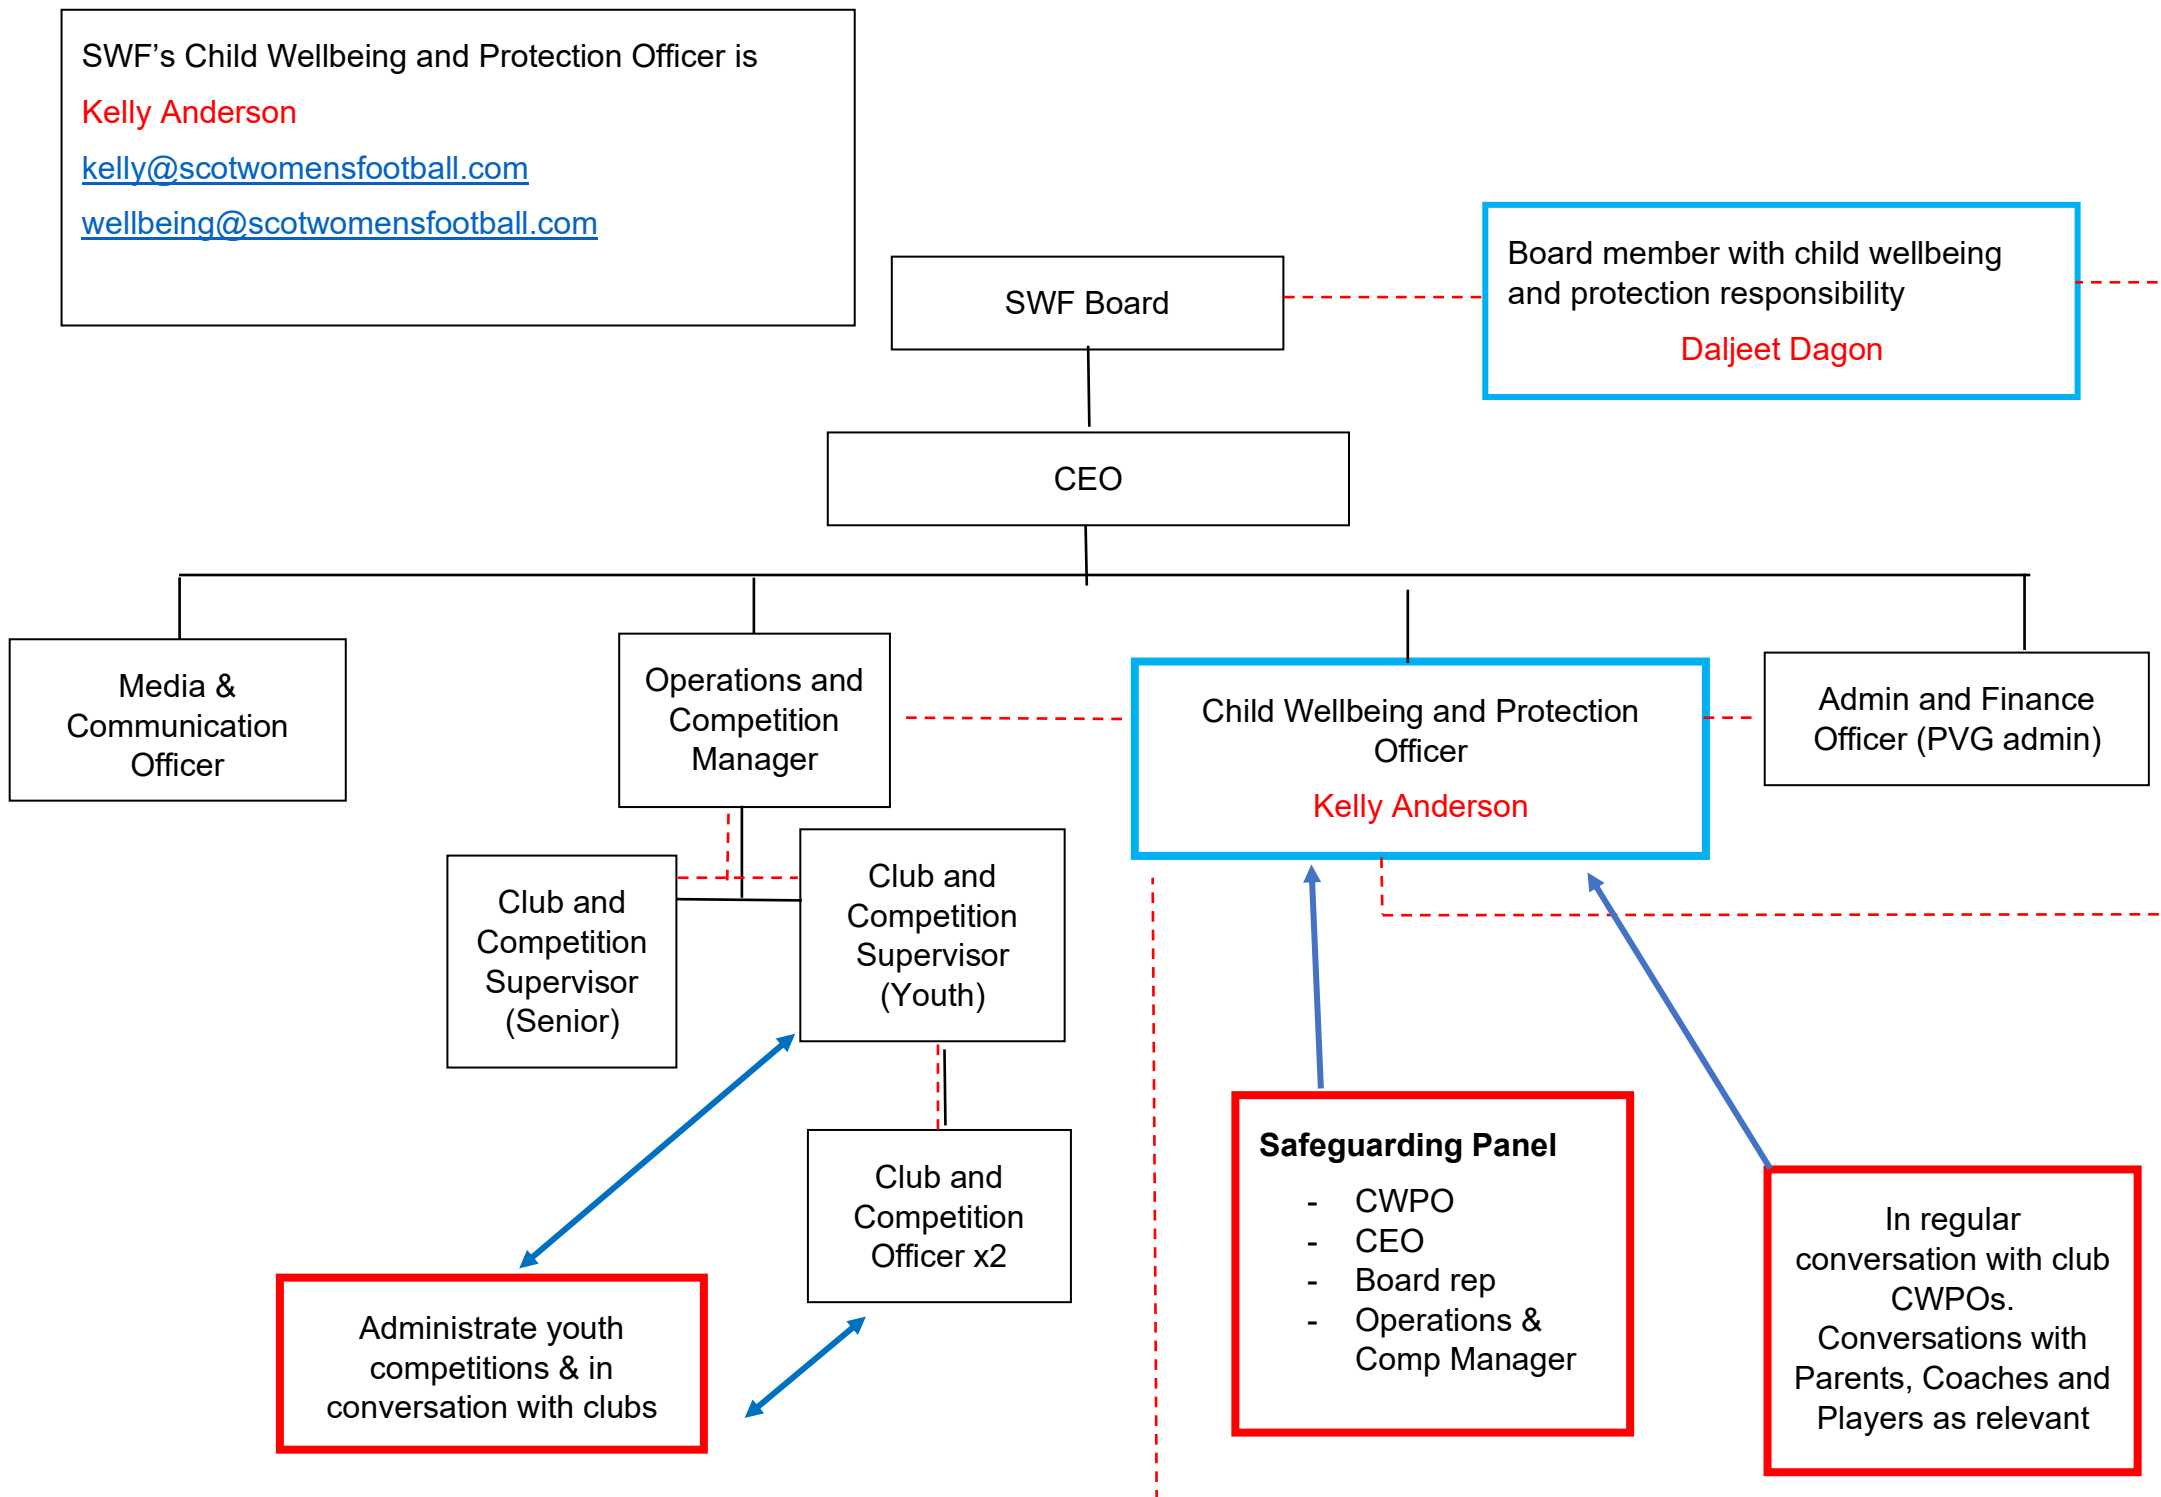 SWF’s Child Wellbeing and Protection Officer is
Kelly Anderson
kelly@scotwomensfootball.com
wellbeing@scotwomensfootball.com
Board member with child wellbeing
and protection responsibility
Daljeet Dagon
SWF Board
CEO
Media &
Communication
Officer
Operations and
Competition
Manager
Child Wellbeing and Protection
Officer
Kelly Anderson
Admin and Finance
Officer (PVG admin)
Club and
Competition
Supervisor
(Senior)
Club and
Competition
Supervisor
(Youth)
Club and
Competition
Officer x2
Administrate youth
competitions & in
conversation with clubs
Safeguarding Panel
- CWPO
- CEO
- Board rep
- Operations &
Comp Manager
In regular
conversation with club
CWPOs.
Conversations with
Parents, Coaches and
Players as relevant